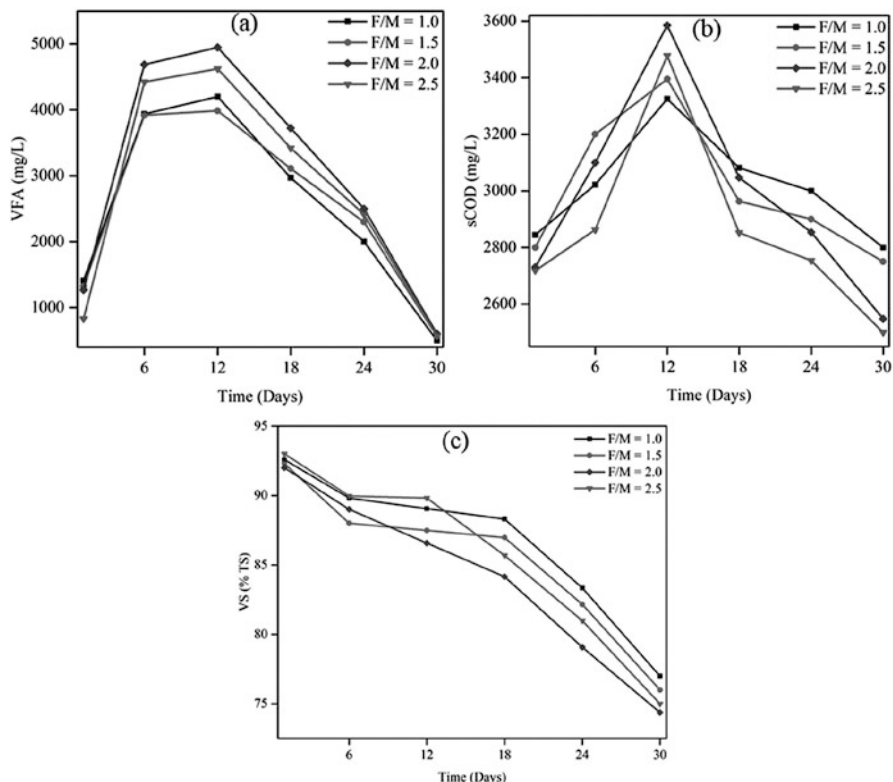 (a)
F/M = 1.0
F/M = 1.5
F/M = 2.0
F/M = 2.5
VFA (mg/L)
5000
4000
3000
2000
1000
6 12 18 24 30
Time (Days)
(b)
F/M = 1.0
F/M = 1.5
F/M = 2.0
F/M = 2.5
sCOD (mg/L)
3600
3400
3200
3000
2800
2600
6 12 18 24 30
Time (Days)
(c)
F/M = 1.0
F/M = 1.5
F/M = 2.0
F/M = 2.5
VS (% TS)
95
90
85
80
75
6 12 18 24 30
Time (Days)